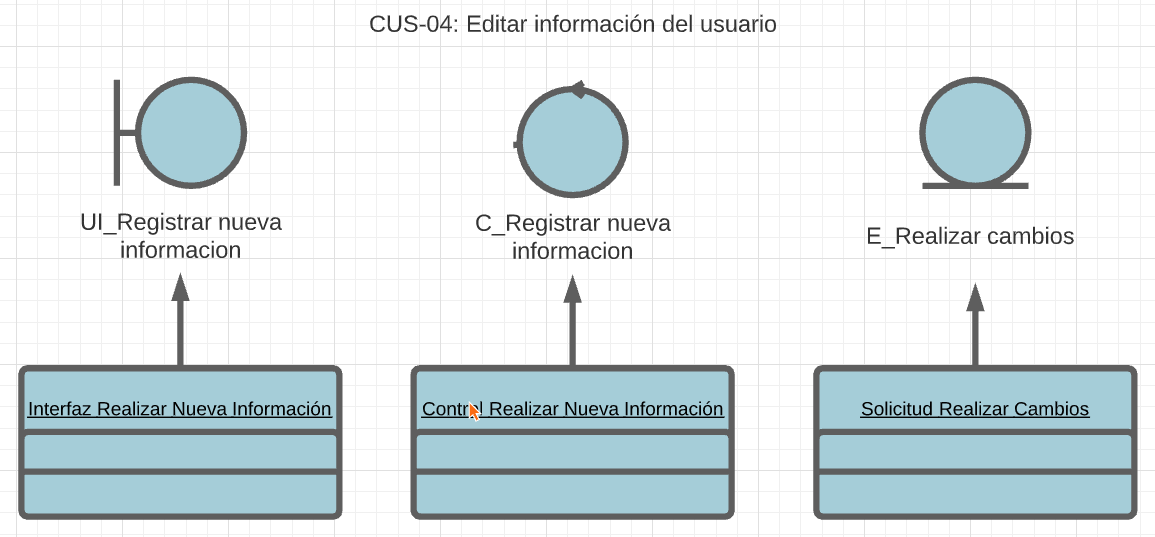 CUS-04: Editar información del usuario
UI_Registrar nueva
informacion
C_Registrar nueva
informacion
E_Realizar cambios
Interfaz Realizar Nueva Información
Control Realizar Nueva Información
Solicitud Realizar Cambios